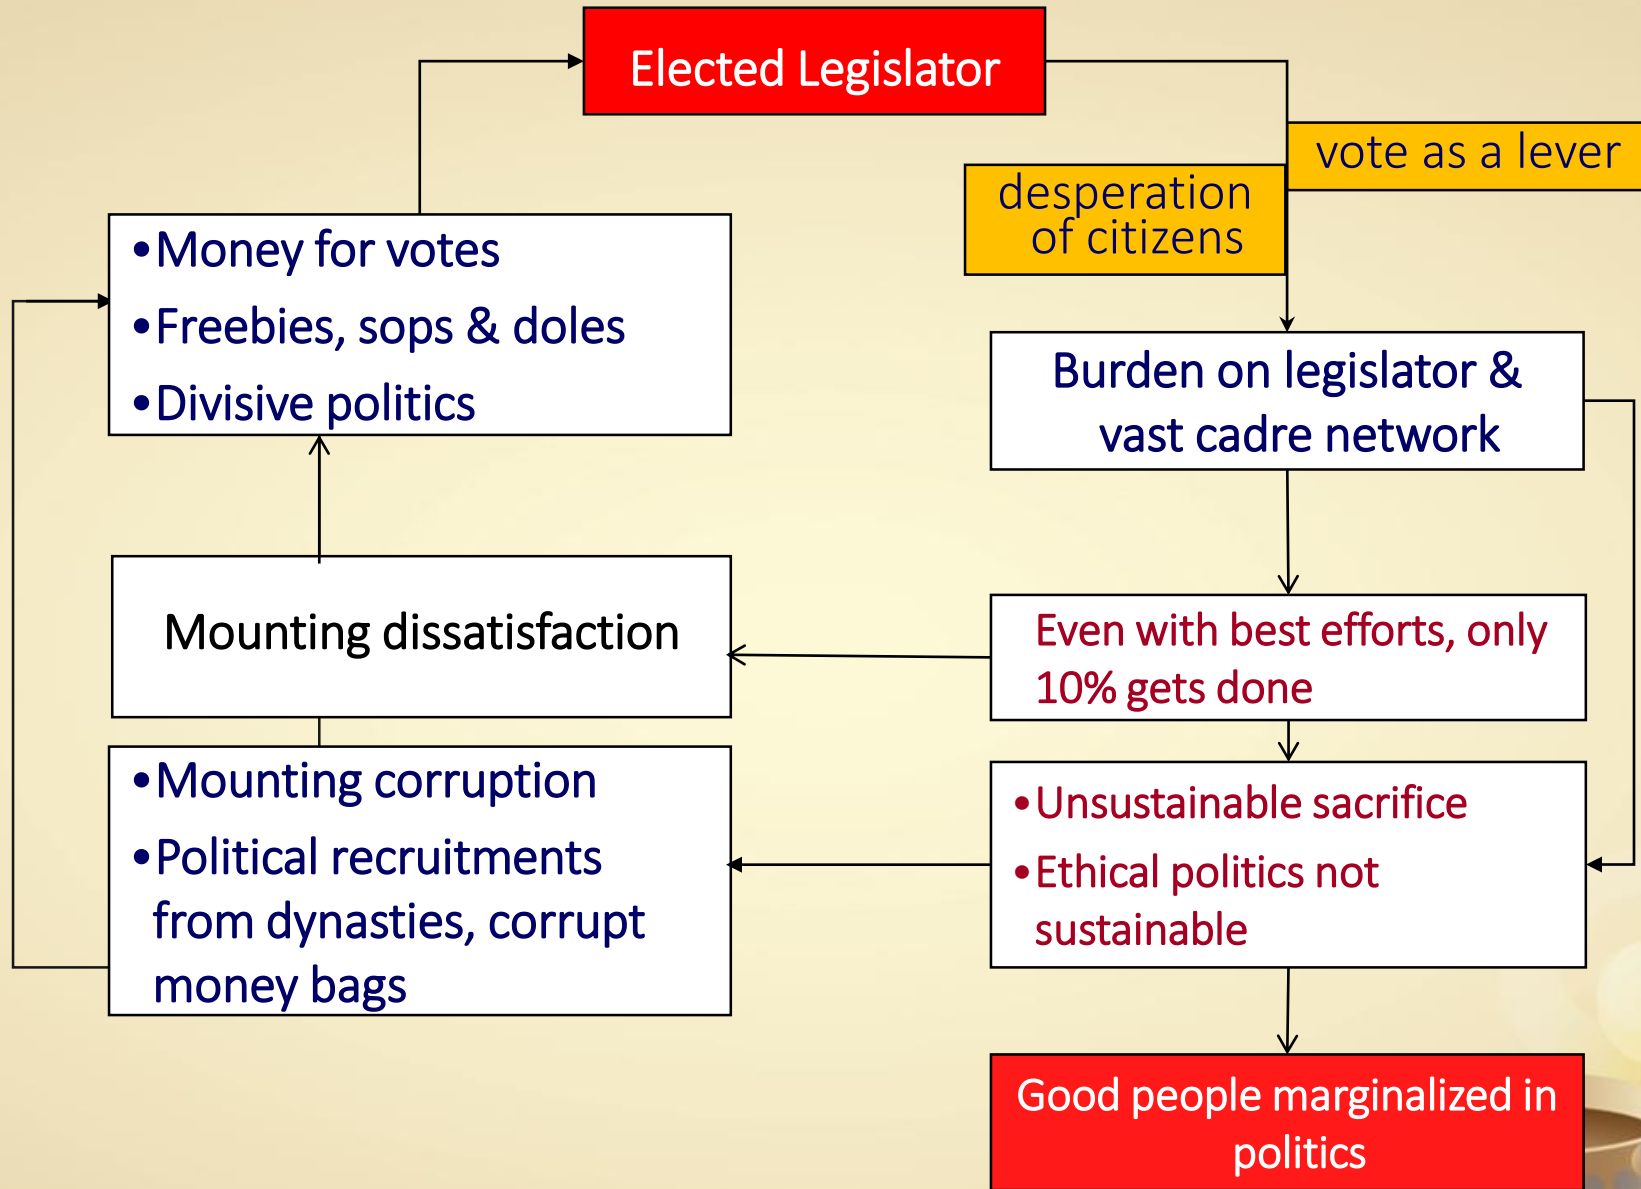 Elected Legislator
vote as a lever
desperation
of citizens
•Money for votes
•Freebies, sops & doles
•Divisive politics
Burden on legislator &
vast cadre network
Mounting dissatisfaction
Even with best efforts, only
10% gets done
•Mounting corruption
•Political recruitments
from dynasties, corrupt
money bags
•Unsustainable sacrifice
•Ethical politics not
sustainable
Good people marginalized in
politics